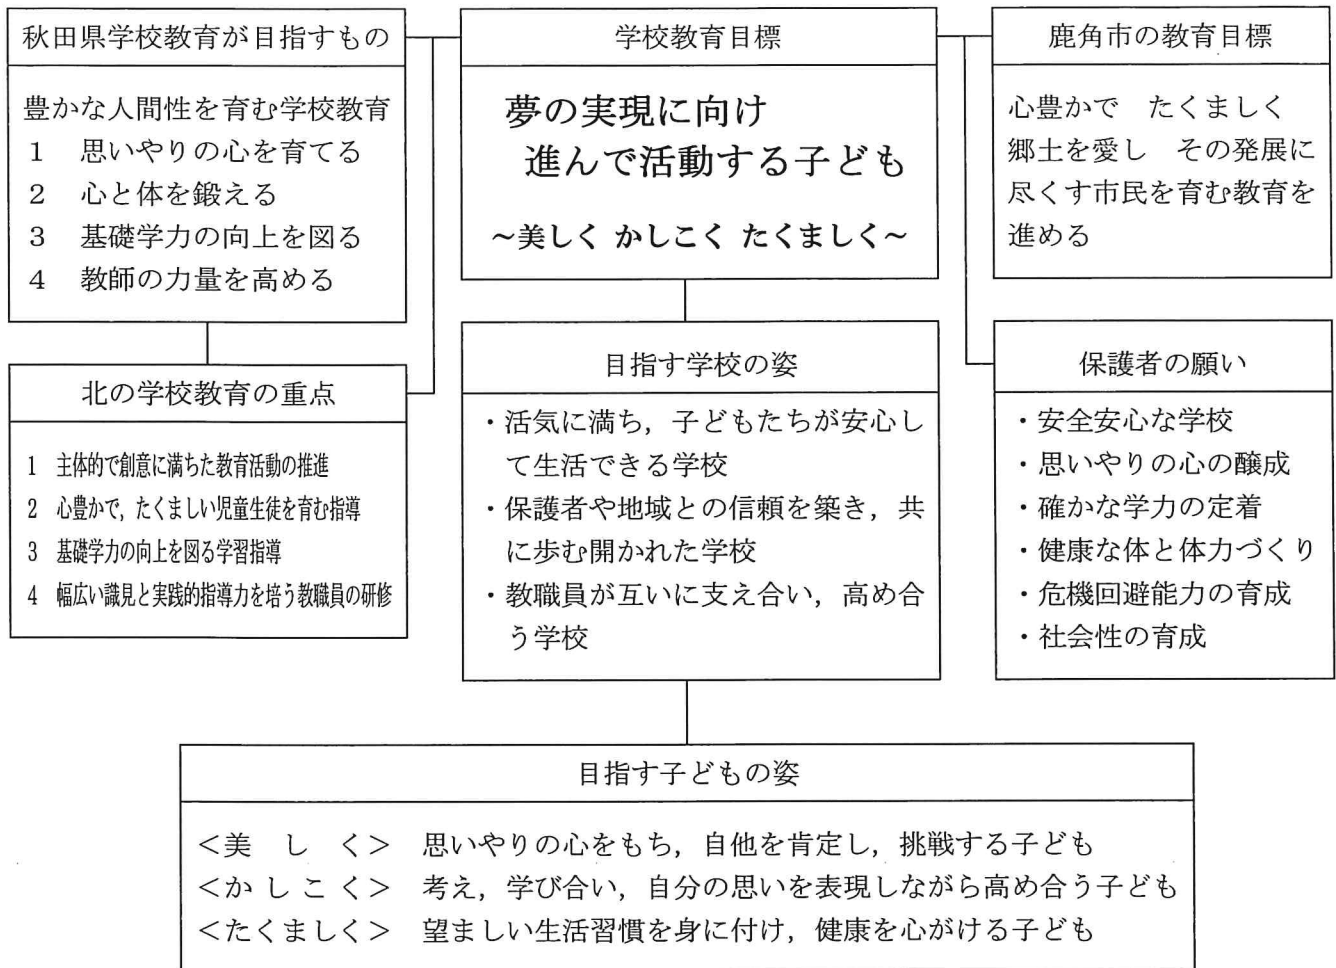 秋田県学校教育が目指すもの
豊かな人間性を育む学校教育
1 思いやりの心を育てる
2 心と体を鍛える
3 基礎学力の向上を図る
4 教師の力量を高める
学校教育目標
夢の実現に向け
進んで活動する子ども
~美しく かしこく たくましく~
鹿角市の教育目標
心豊かで たくましく
郷土を愛し その発展に
尽くす市民を育む教育を
進める
北の学校教育の重点
1 主体的で創意に満ちた教育活動の推進
2 心豊かで,たくましい児童生徒を育む指導
3 基礎学力の向上を図る学習指導
4 幅広い識見と実践的指導力を培う教職員の研修
目指す学校の姿
・活気に満ち,子どもたちが安心し
て生活できる学校
・保護者や地域との信頼を築き,共
に歩む開かれた学校
・教職員が互いに支え合い,高め合
う学校
保護者の願い
・安全安心な学校
・思いやりの心の醸成
・確かな学力の定着
・健康な体と体力づくり
・危機回避能力の育成
・社会性の育成
目指す子どもの姿
<美しく> 思いやりの心をもち,自他を肯定し,挑戦する子ども
<かしこく> 考え,学び合い,自分の思いを表現しながら高め合う子ども
<たくましく> 望ましい生活習慣を身に付け,健康を心がける子ども